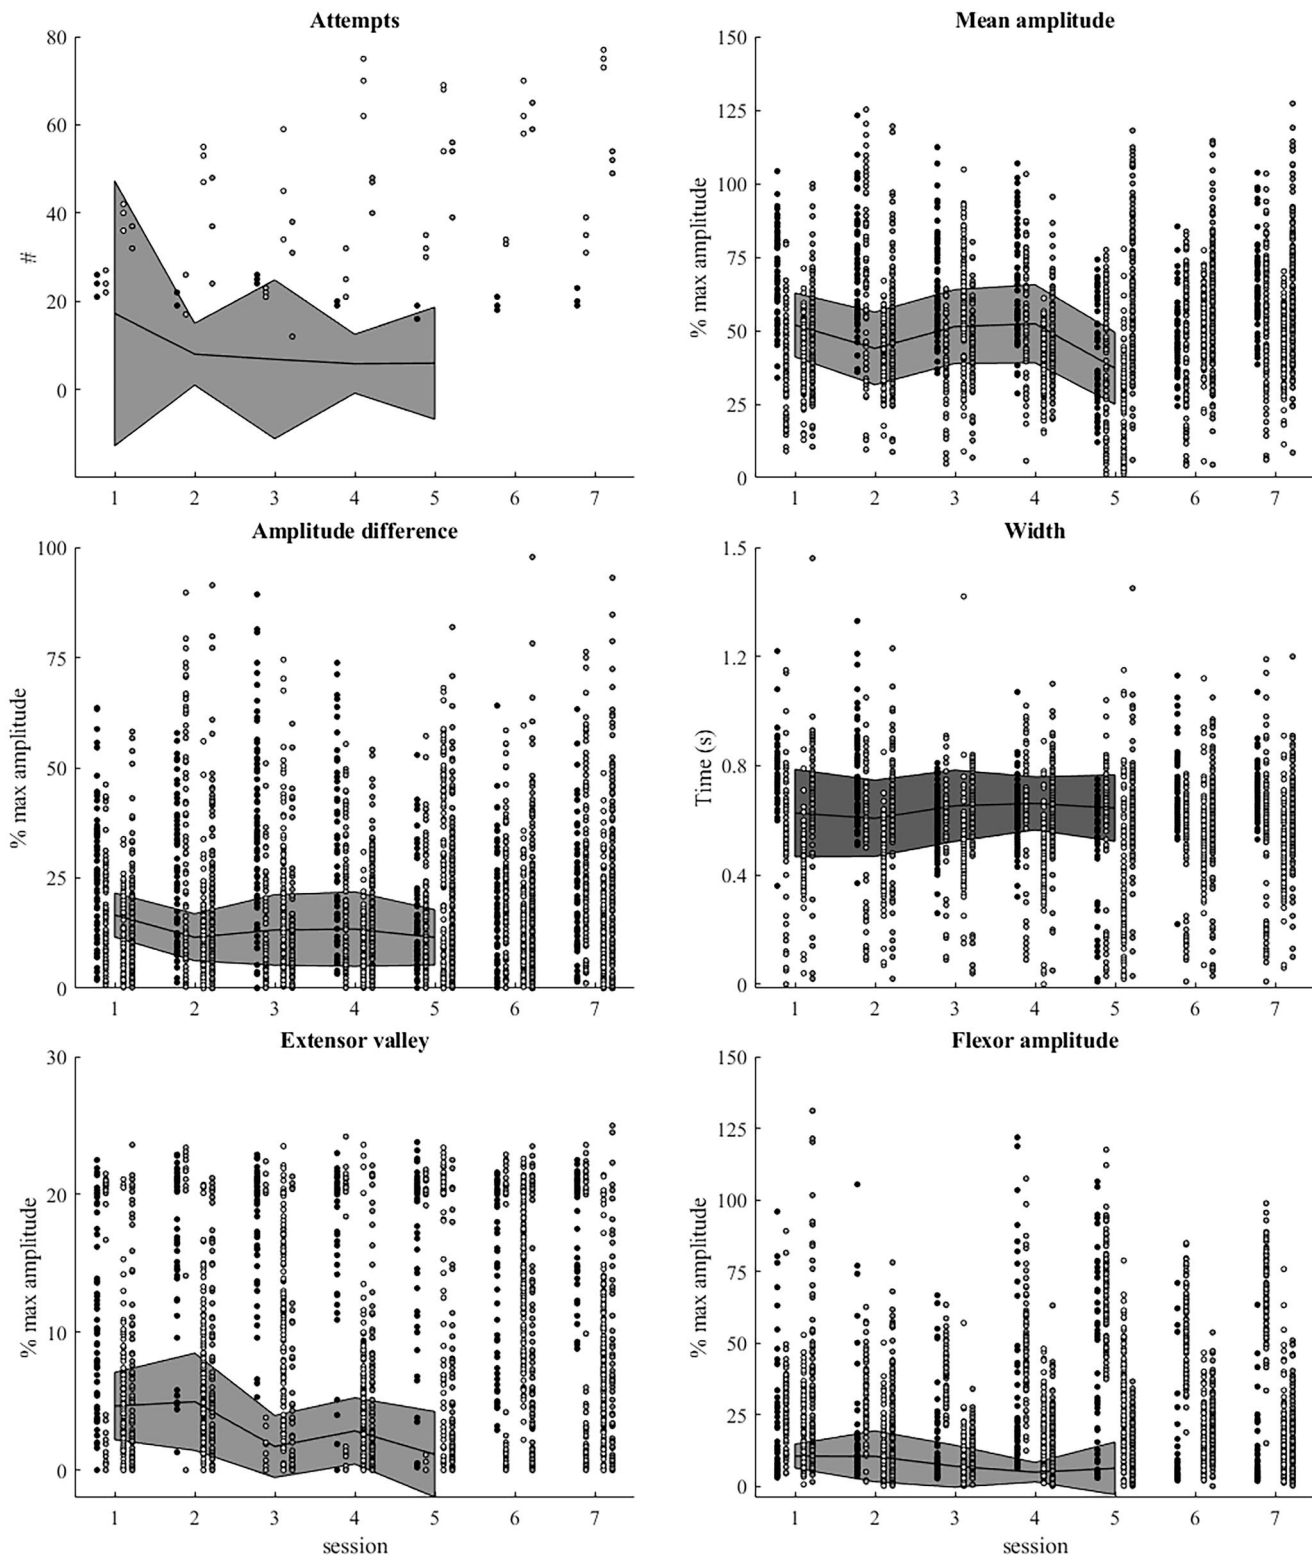 Attempts
80
60
40
20
0
#
1 2 3 4 5 6 7
Mean amplitude
150
125
100
75
50
25
0
% max amplitude
1 2 3 4 5 6 7
Amplitude difference
100
75
50
25
0
% max amplitude
1 2 3 4 5 6 7
Width
1.5
1.2
0.8
0.4
0
Time (s)
1 2 3 4 5 6 7
Extensor valley
30
20
10
0
% max amplitude
1 2 3 4 5 6 7
session
Flexor amplitude
150
125
100
75
50
25
0
% max amplitude
1 2 3 4 5 6 7
session